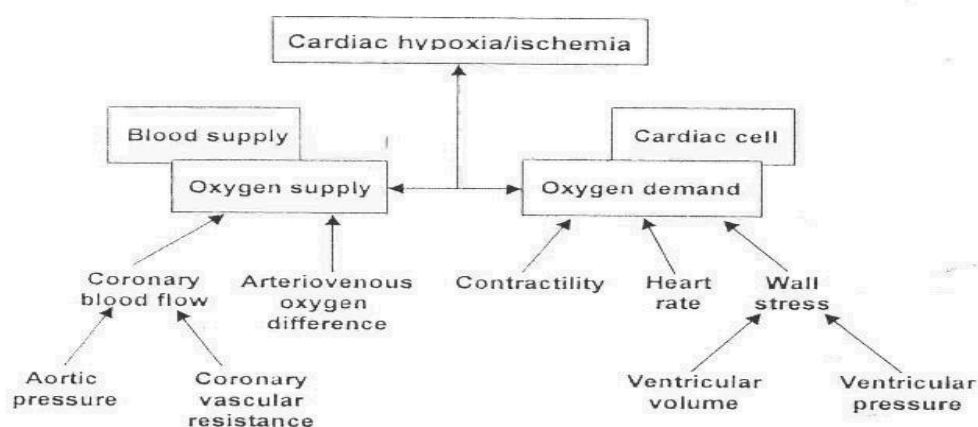 Cardiac hypoxia/ischemia
Blood supply
Cardiac cell
Oxygen supply
Oxygen demand
Coronary
blood flow
Arteriovenous
oxygen
difference
Contractility
Heart
rate
Wall
stress
Aortic
pressure
Coronary
vascular
resistance
Ventricular
volume
Ventricular
pressure